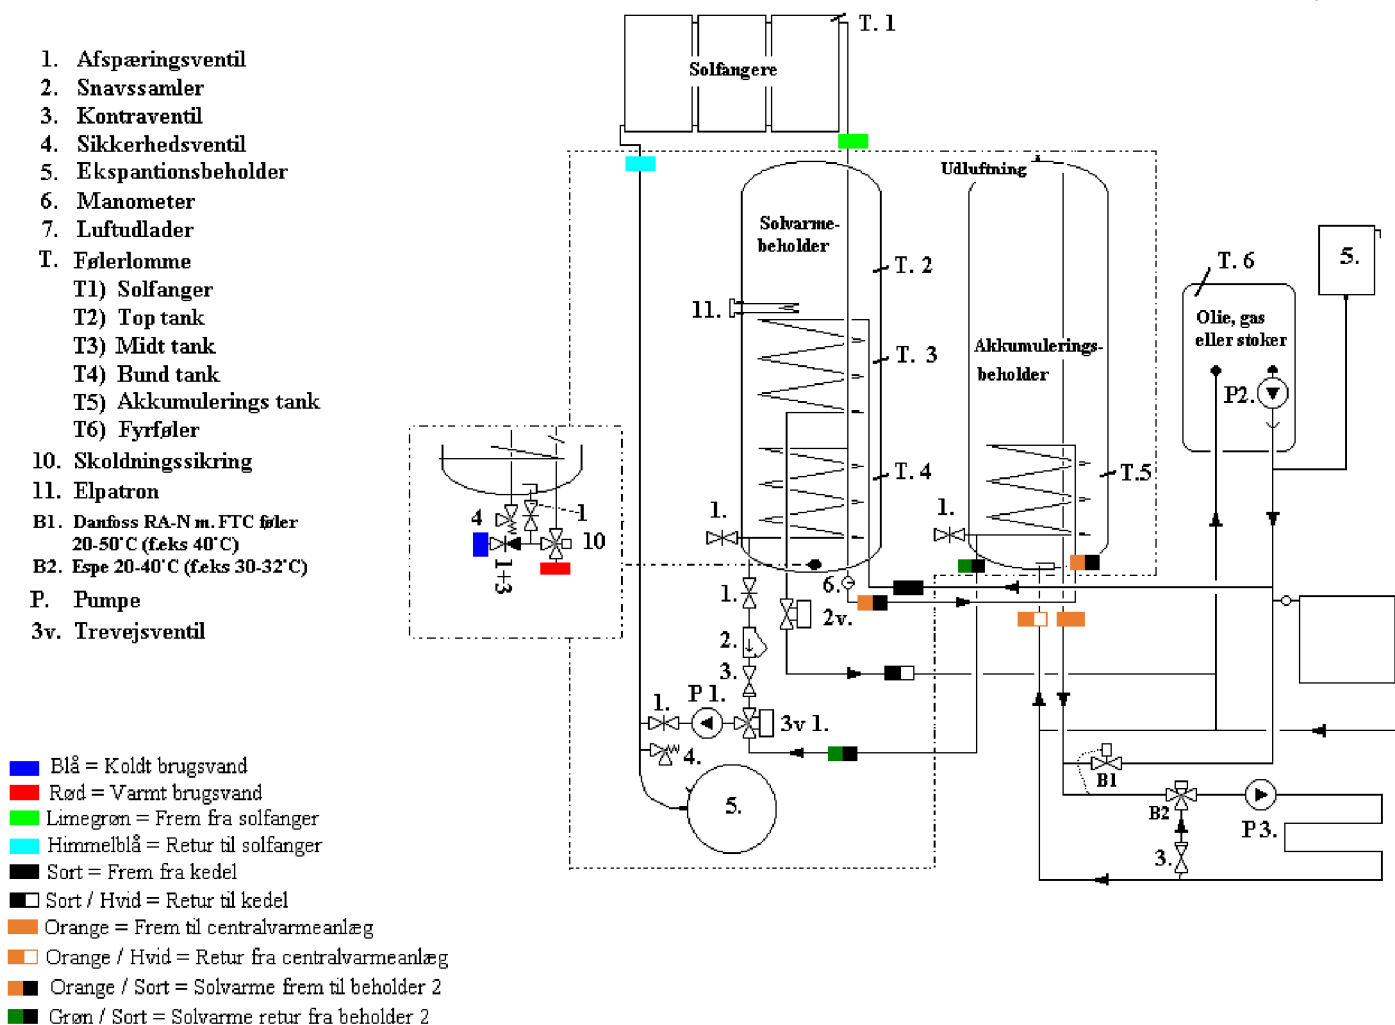 1. Afspæringsventil
2. Snavssamler
3. Kontraventil
4. Sikkerhedsventil
5. Ekspantionsbeholder
6. Manometer
7. Luftudlader
T. Følerlomme
T1) Solfanger
T2) Top tank
T3) Midt tank
T4) Bund tank
T5) Akkumulerings tank
T6) Fyrføler
10. Skoldningssikring
11. Elpatron
B1. Danfoss RA-N m. FTC føler
20-50°C (f.eks 40°C)
B2. Espe 20-40°C (f.eks 30-32°C)
P. Pumpe
3v. Trevejsventil
Blå = Koldt brugsvand
Rød = Varmt brugsvand
Limegrøn = Frem fra solfanger
Himmelblå = Retur til solfanger
Sort = Frem fra kedel
Sort / Hvid = Retur til kedel
Orange = Frem til centralvarmeanlæg
Orange / Hvid = Retur fra centralvarmeanlæg
Orange / Sort = Solvarme frem til beholder 2
Grøn / Sort = Solvarme retur fra beholder 2
T. 1
Solfangere
Udluftning
Solvarme-
beholder
T. 2
11.
T. 3
T. 4
1.
Akkumulerings-
beholder
T.5
1.
T. 6
5.
Olie, gas
eller stoker
P2.
4
1
10
1+3
1.
6.
2v.
2.
3.
P 1.
1.
3v 1.
4.
5.
B1
B2
P 3.
3.